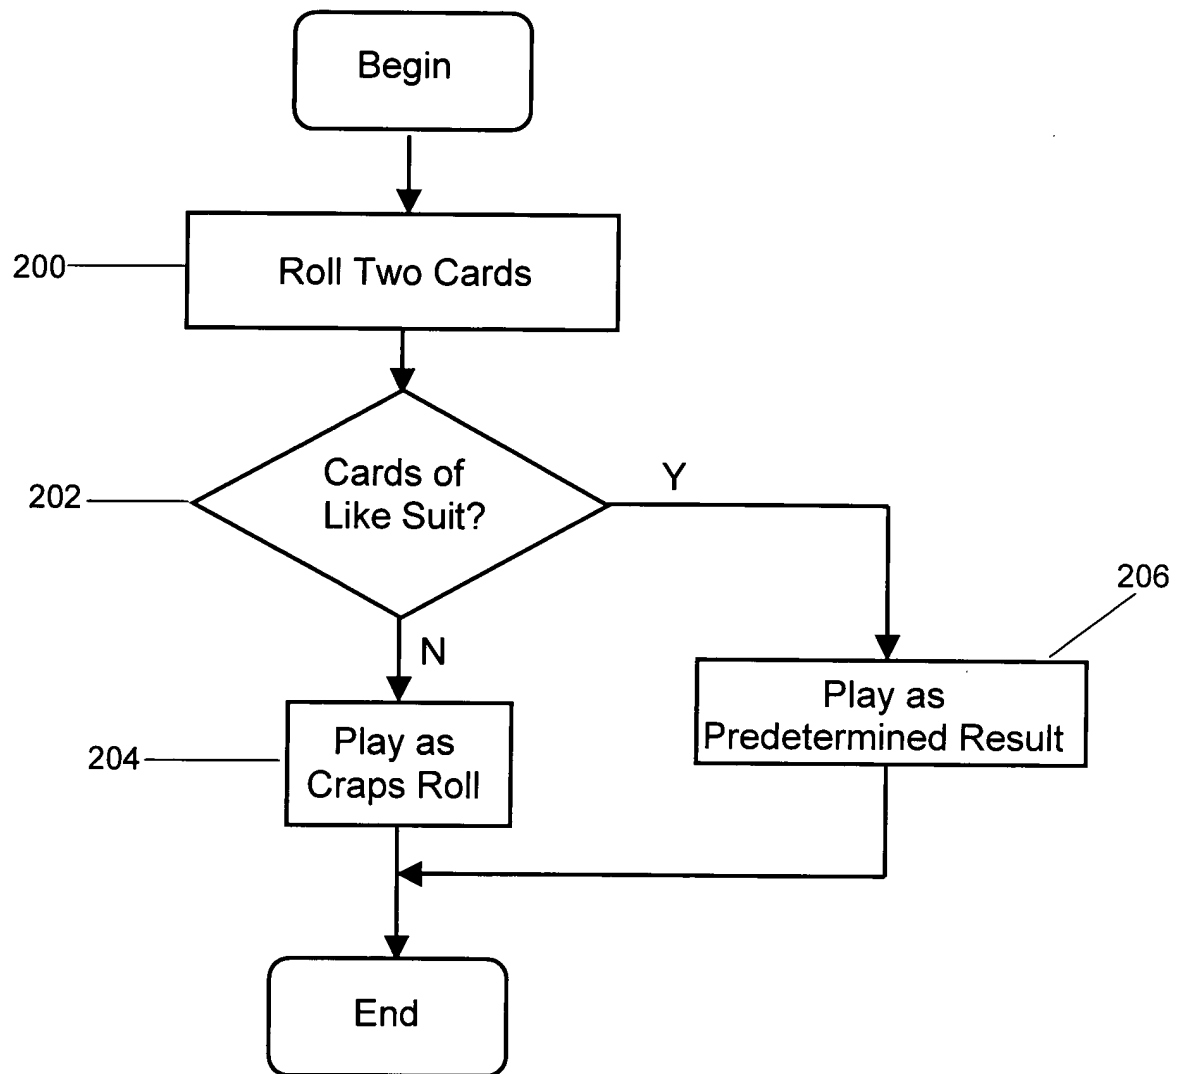 Begin
200
Roll Two Cards
202
Cards of
Like Suit?
Y
N
206
Play as
Predetermined Result
204
Play as
Craps Roll
End